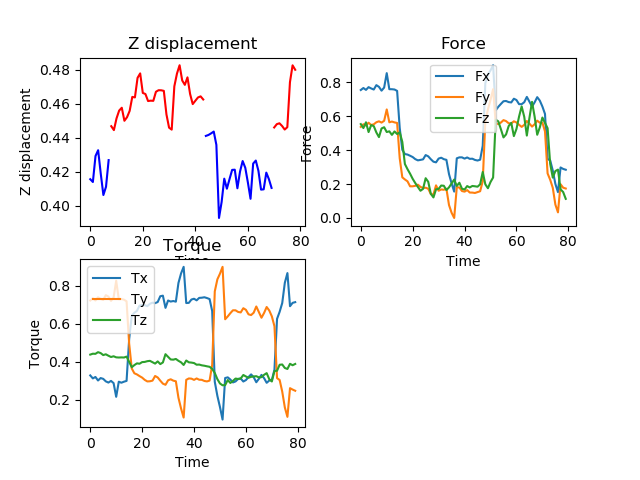 Z displacement
Z displacement
0.48
0.46
0.44
0.42
0.40
0 20 40 60 80
Time
Force
Force
0.8
0.6
0.4
0.2
0.0
Fx
Fy
Fz
0 20 40 60 80
Time
Torque
Torque
0.8
0.6
0.4
0.2
Tx
Ty
Tz
0 20 40 60 80
Time